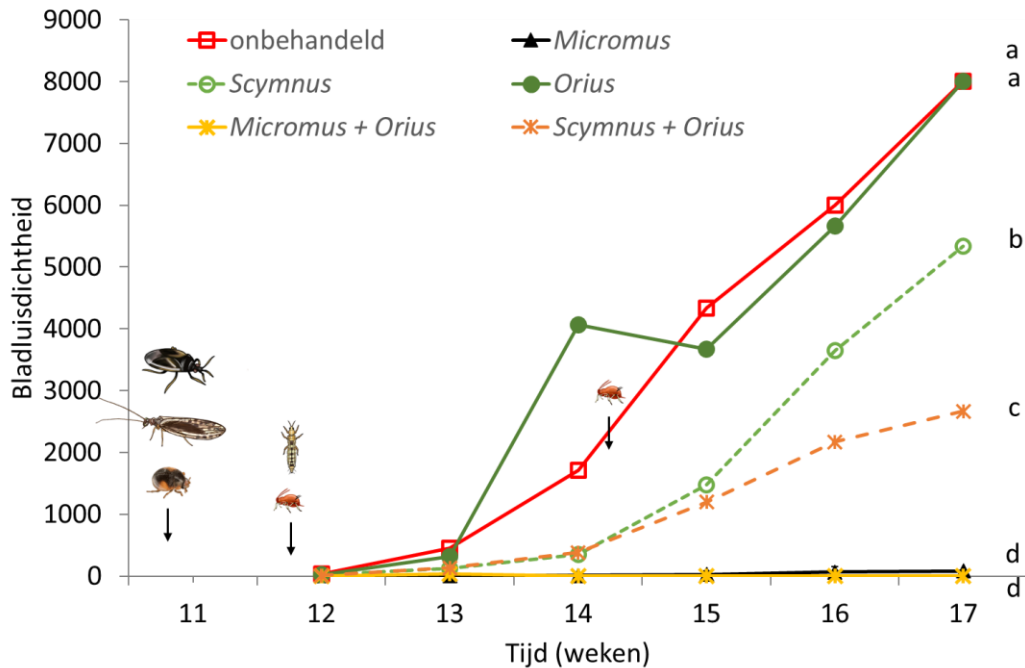 9000
8000
7000
6000
5000
4000
3000
2000
1000
0
Bladluisdichtheid
onbehandeld
Micromus
Scymnus
Orius
Micromus + Orius
Scymnus + Orius
a
a
b
c
d
d
11 12 13 14 15 16 17
Tijd (weken)